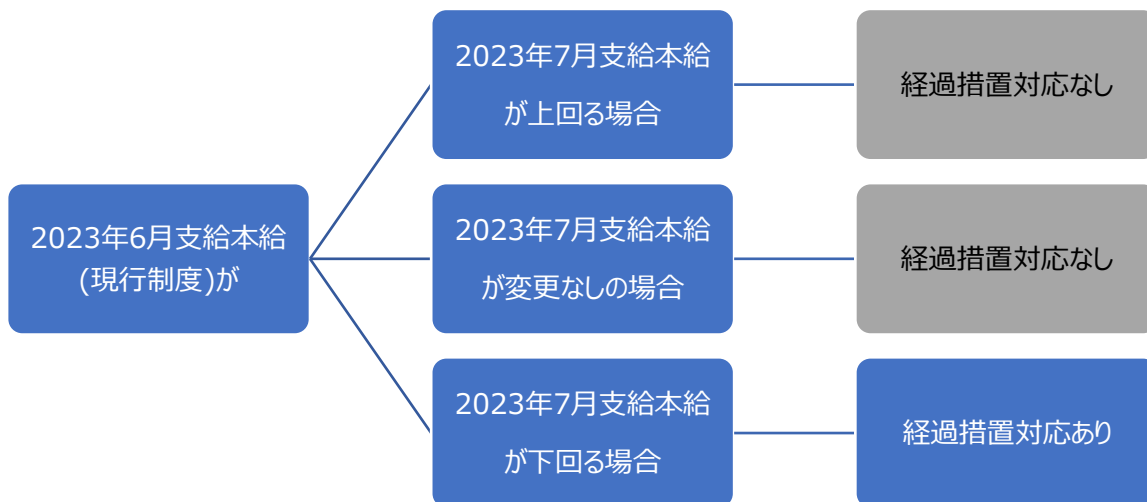 2023年6月支給本給
(現行制度)が
2023年7月支給本給
が上回る場合
経過措置対応なし
2023年7月支給本給
が変更なしの場合
経過措置対応なし
2023年7月支給本給
が下回る場合
経過措置対応あり